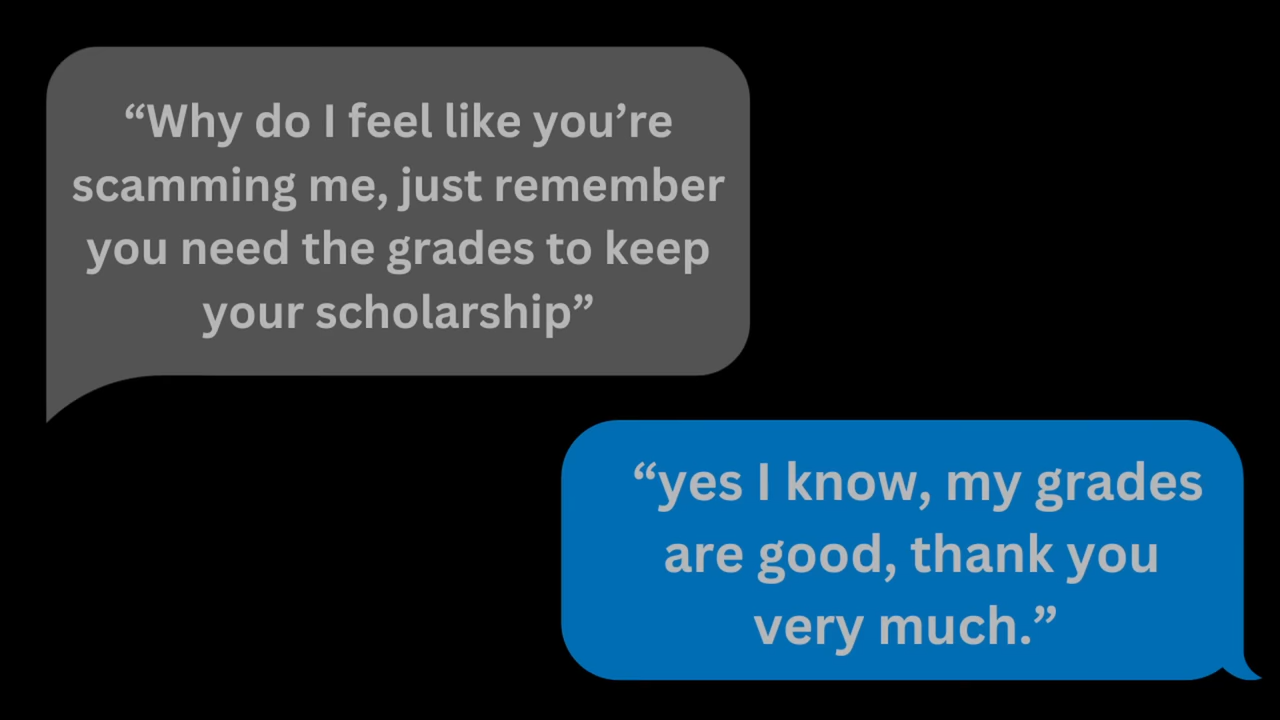 “Why do I feel like you’re
scamming me, just remember
you need the grades to keep
your scholarship”
“yes I know, my grades
are good, thank you
very much.”